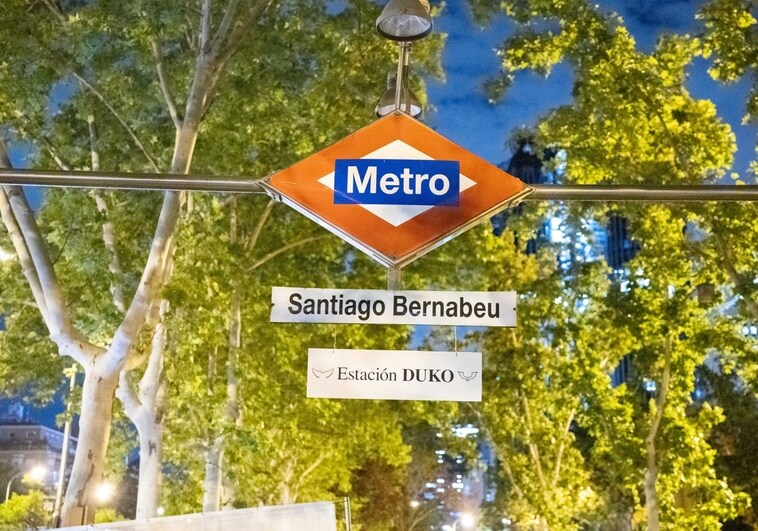 Metro
Santiago Bernabeu
Estación DUKO